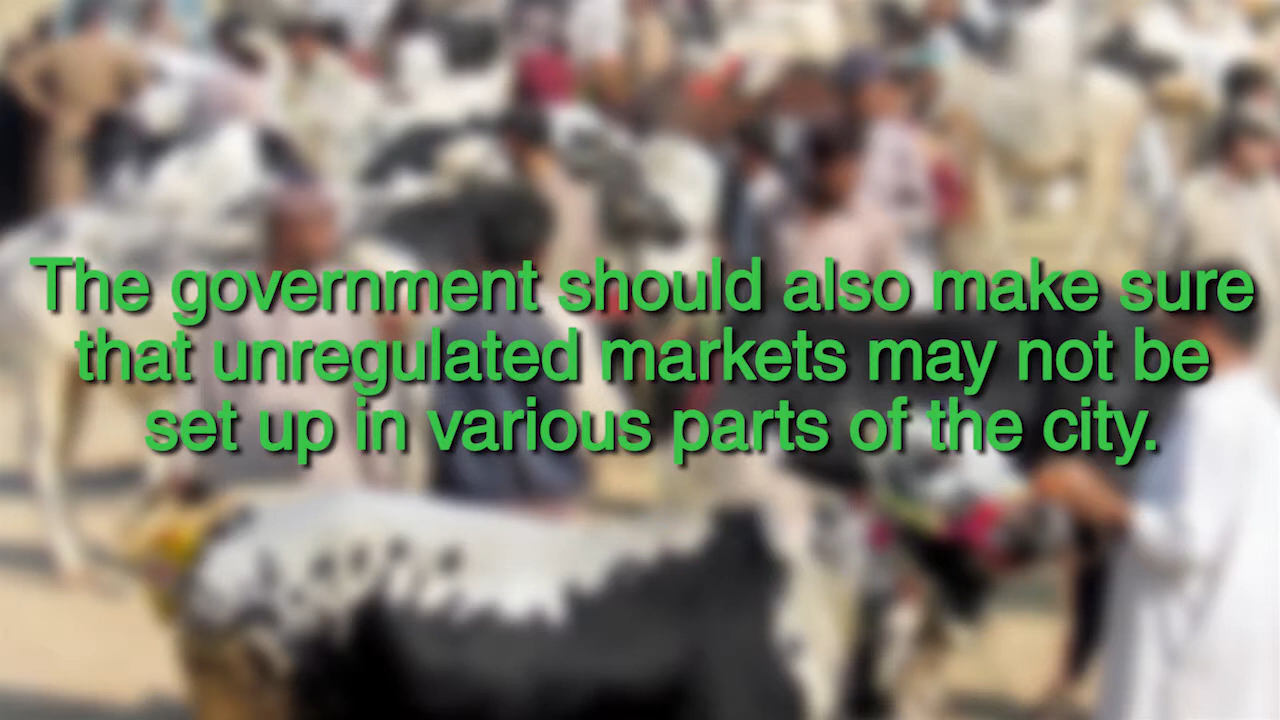 The government should also make sure
that unregulated markets may not be
set up in various parts of the city.